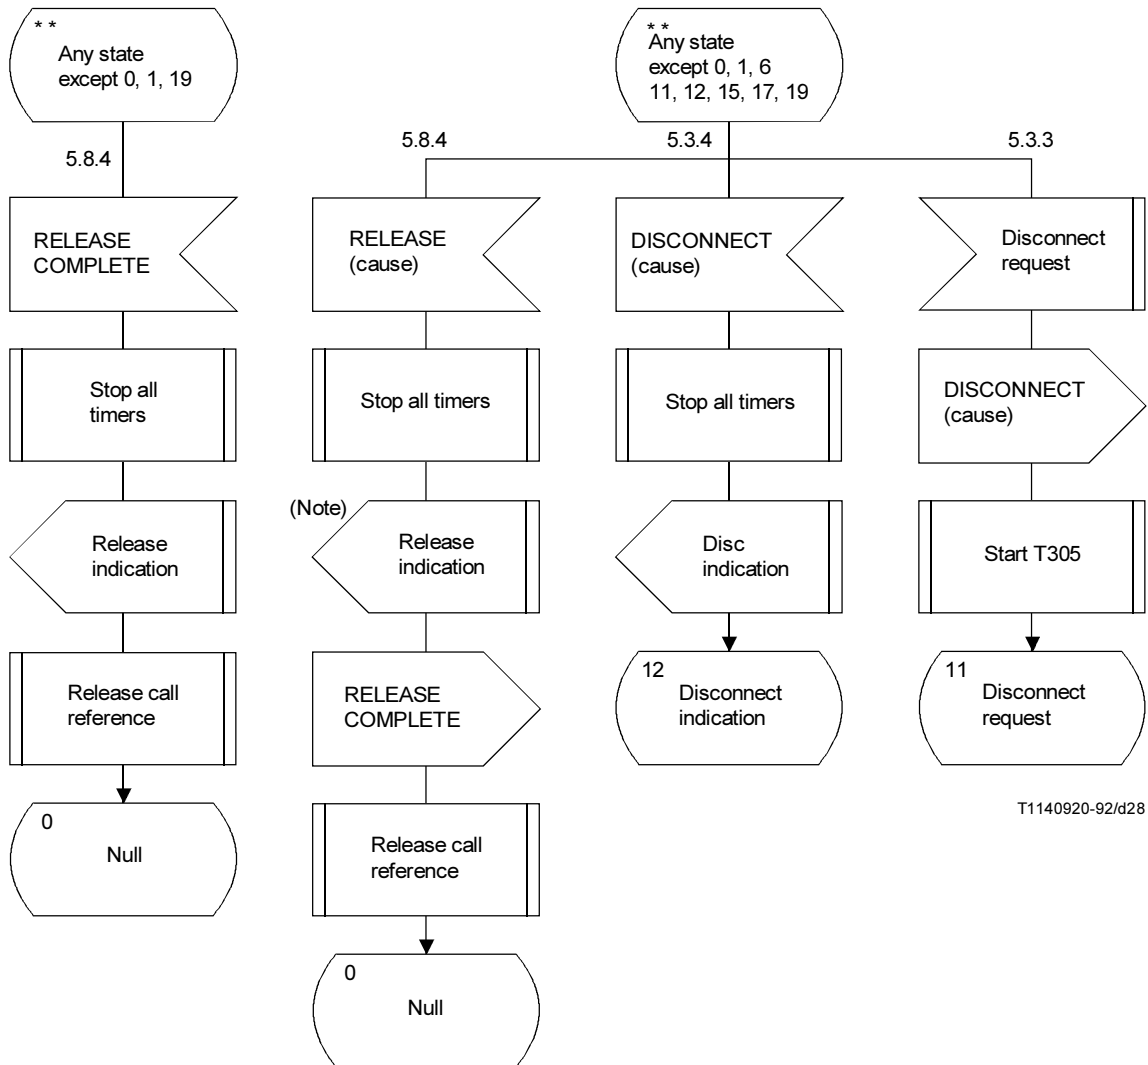 * *
Any state
except 0, 1, 19
5.8.4
RELEASE
COMPLETE
Stop all
timers
Release
indication
Release call
reference
0
Null
* *
Any state
except 0, 1, 6
11, 12, 15, 17, 19
5.8.4
5.3.4
5.3.3
RELEASE
(cause)
Stop all timers
(Note)
Release
indication
RELEASE
COMPLETE
Release call
reference
0
Null
DISCONNECT
(cause)
Stop all timers
Disc
indication
12
Disconnect
indication
Disconnect
request
DISCONNECT
(cause)
Start T305
11
Disconnect
request
T1140920-92/d28